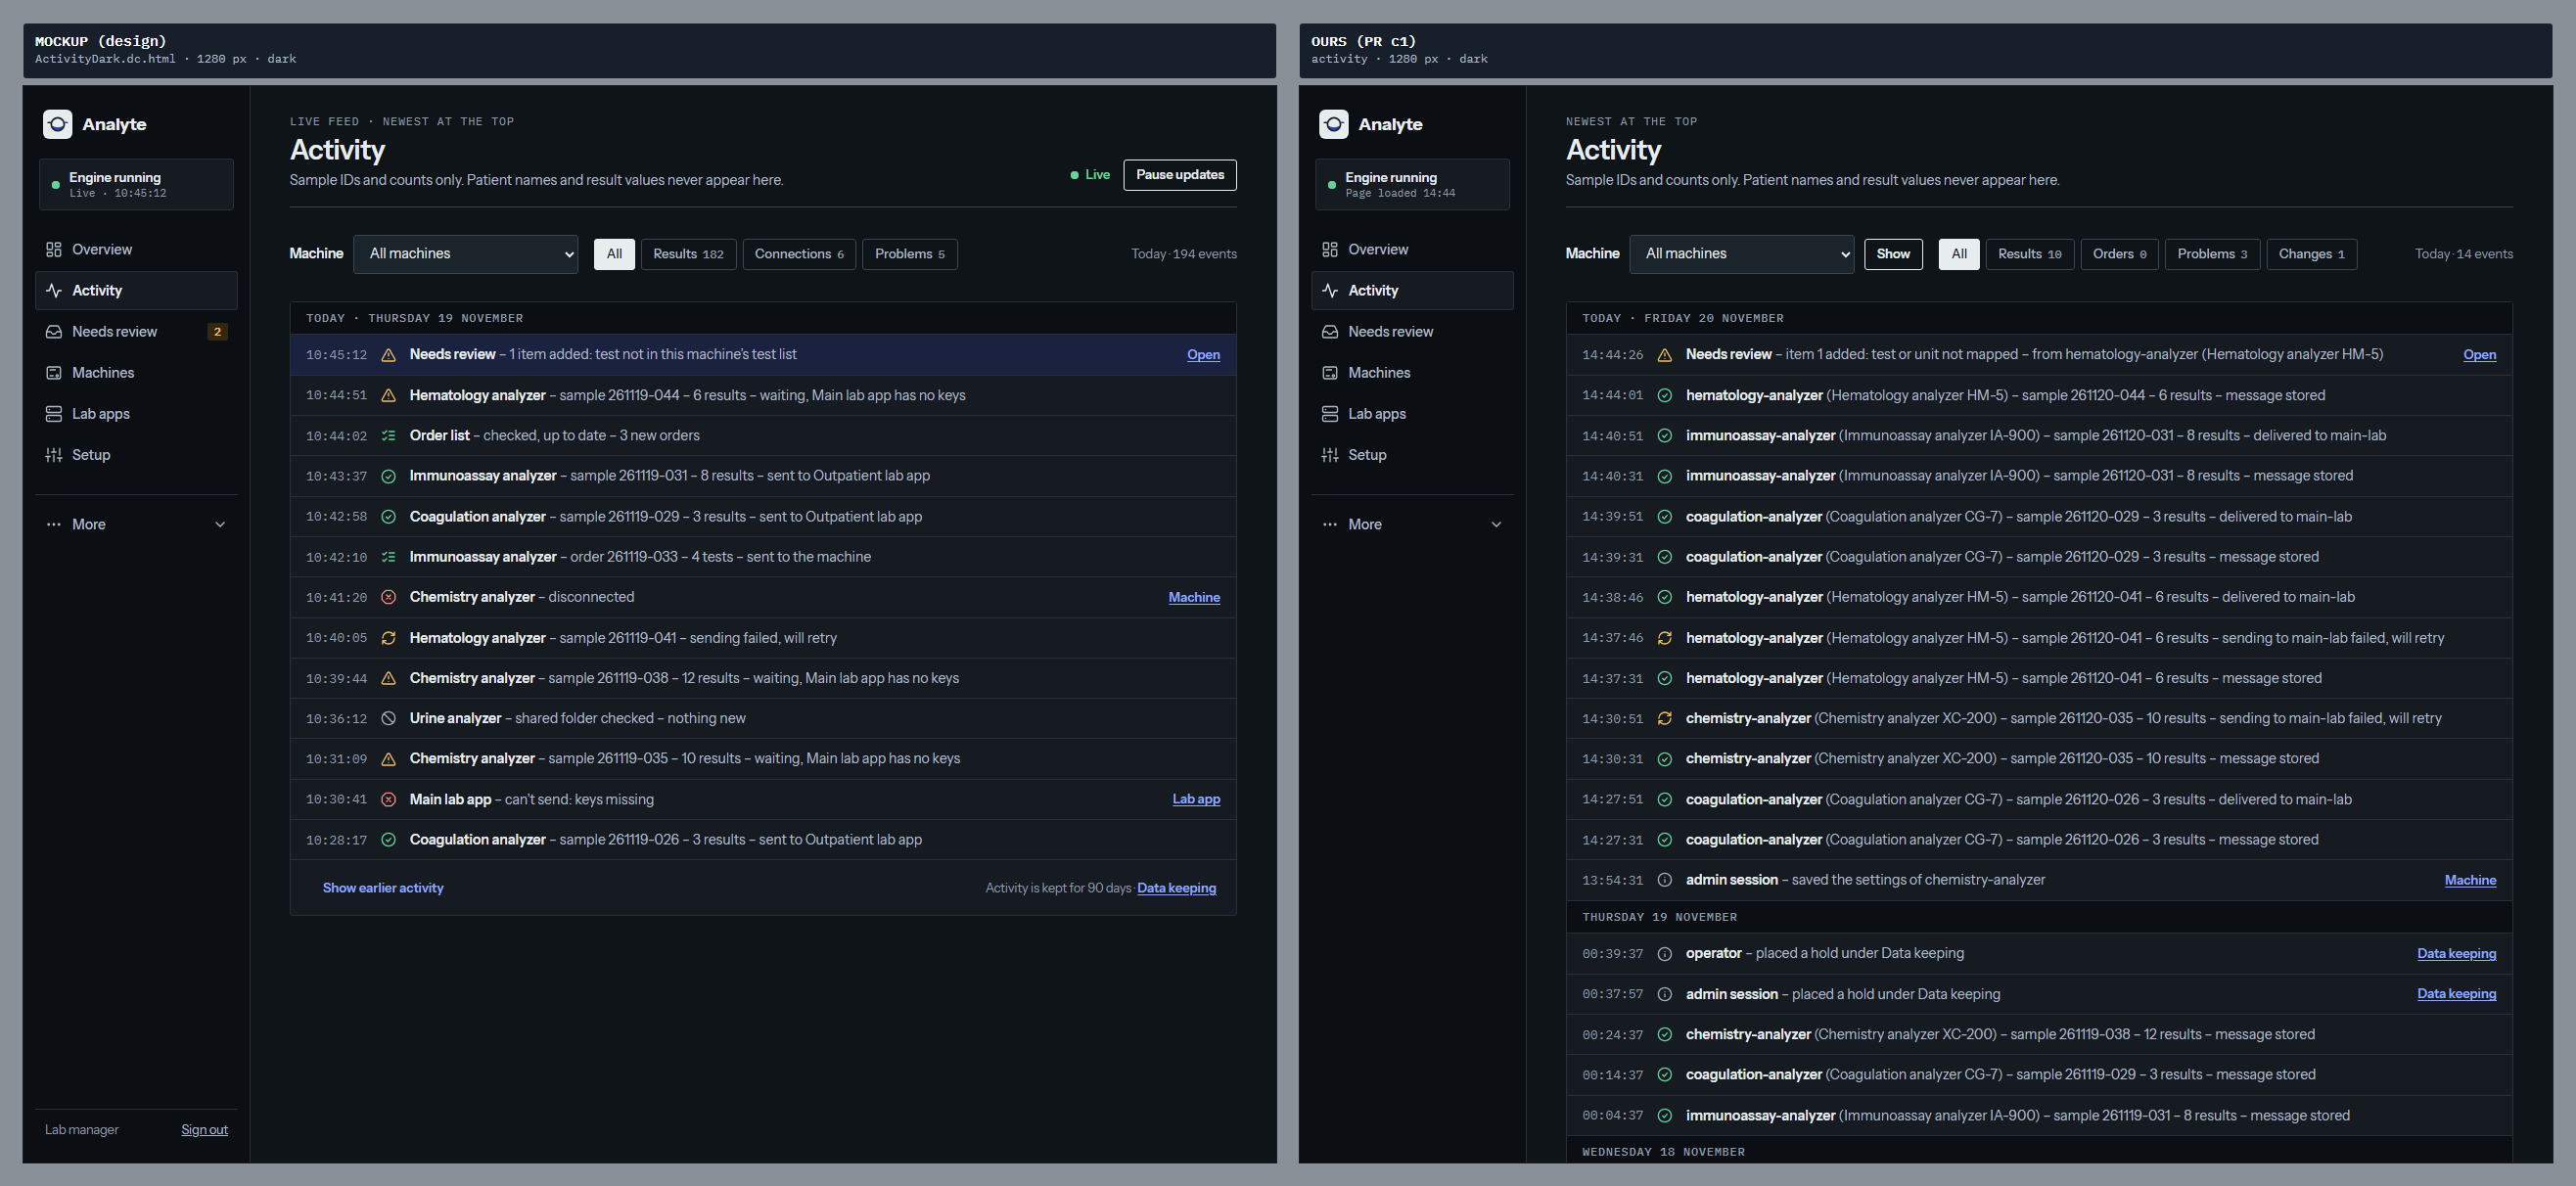 MOCKUP (design)
ActivityDark.dc.html · 1280 px · dark
Analyte
Engine running
Live · 10:45:12
Overview
Activity
Needs review 2
Machines
Lab apps
Setup
More
Lab manager Sign out
LIVE FEED · NEWEST AT THE TOP
Activity
Sample IDs and counts only. Patient names and result values never appear here.
Live Pause updates
Machine All machines All Results 182 Connections 6 Problems 5 Today · 194 events
TODAY · THURSDAY 19 NOVEMBER
10:45:12 Needs review – 1 item added: test not in this machine's test list Open
10:44:51 Hematology analyzer – sample 261119-044 – 6 results – waiting, Main lab app has no keys
10:44:02 Order list – checked, up to date – 3 new orders
10:43:37 Immunoassay analyzer – sample 261119-031 – 8 results – sent to Outpatient lab app
10:42:58 Coagulation analyzer – sample 261119-029 – 3 results – sent to Outpatient lab app
10:42:10 Immunoassay analyzer – order 261119-033 – 4 tests – sent to the machine
10:41:20 Chemistry analyzer – disconnected Machine
10:40:05 Hematology analyzer – sample 261119-041 – sending failed, will retry
10:39:44 Chemistry analyzer – sample 261119-038 – 12 results – waiting, Main lab app has no keys
10:36:12 Urine analyzer – shared folder checked – nothing new
10:31:09 Chemistry analyzer – sample 261119-035 – 10 results – waiting, Main lab app has no keys
10:30:41 Main lab app – can't send: keys missing Lab app
10:28:17 Coagulation analyzer – sample 261119-026 – 3 results – sent to Outpatient lab app
Show earlier activity Activity is kept for 90 days · Data keeping
OURS (PR c1)
activity · 1280 px · dark
Analyte
Engine running
Page loaded 14:44
Overview
Activity
Needs review
Machines
Lab apps
Setup
More
NEWEST AT THE TOP
Activity
Sample IDs and counts only. Patient names and result values never appear here.
Machine All machines Show All Results 10 Orders 0 Problems 3 Changes 1 Today · 14 events
TODAY · FRIDAY 20 NOVEMBER
14:44:26 Needs review – item 1 added: test or unit not mapped – from hematology-analyzer (Hematology analyzer HM-5) Open
14:44:01 hematology-analyzer (Hematology analyzer HM-5) – sample 261120-044 – 6 results – message stored
14:40:51 immunoassay-analyzer (Immunoassay analyzer IA-900) – sample 261120-031 – 8 results – delivered to main-lab
14:40:31 immunoassay-analyzer (Immunoassay analyzer IA-900) – sample 261120-031 – 8 results – message stored
14:39:51 coagulation-analyzer (Coagulation analyzer CG-7) – sample 261120-029 – 3 results – delivered to main-lab
14:39:31 coagulation-analyzer (Coagulation analyzer CG-7) – sample 261120-029 – 3 results – message stored
14:38:46 hematology-analyzer (Hematology analyzer HM-5) – sample 261120-041 – 6 results – delivered to main-lab
14:37:46 hematology-analyzer (Hematology analyzer HM-5) – sample 261120-041 – 6 results – sending to main-lab failed, will retry
14:37:31 hematology-analyzer (Hematology analyzer HM-5) – sample 261120-041 – 6 results – message stored
14:30:51 chemistry-analyzer (Chemistry analyzer XC-200) – sample 261120-035 – 10 results – sending to main-lab failed, will retry
14:30:31 chemistry-analyzer (Chemistry analyzer XC-200) – sample 261120-035 – 10 results – message stored
14:27:51 coagulation-analyzer (Coagulation analyzer CG-7) – sample 261120-026 – 3 results – delivered to main-lab
14:27:31 coagulation-analyzer (Coagulation analyzer CG-7) – sample 261120-026 – 3 results – message stored
13:54:31 admin session – saved the settings of chemistry-analyzer Machine
THURSDAY 19 NOVEMBER
00:39:37 operator – placed a hold under Data keeping Data keeping
00:37:57 admin session – placed a hold under Data keeping Data keeping
00:24:37 chemistry-analyzer (Chemistry analyzer XC-200) – sample 261119-038 – 12 results – message stored
00:14:37 coagulation-analyzer (Coagulation analyzer CG-7) – sample 261119-029 – 3 results – message stored
00:04:37 immunoassay-analyzer (Immunoassay analyzer IA-900) – sample 261119-031 – 8 results – message stored
WEDNESDAY 18 NOVEMBER